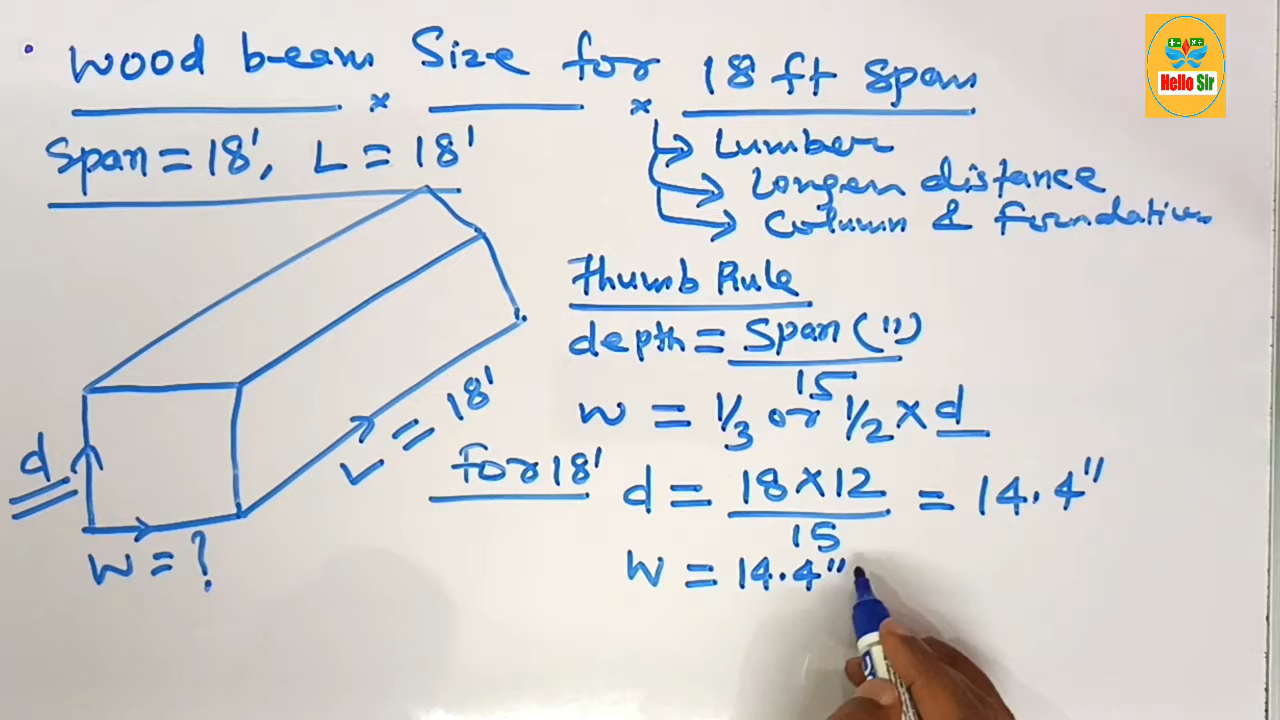 Wood beam Size for 18 ft Span
Hello Sir
Span = 18', L = 18'
Lumber
Longer distance
Column & foundation
Thumb Rule
depth = Span (")
15
W = 1/3 or 1/2 × d
d
L = 18'
W = ?
for 18'
d = 18×12 = 14.4"
15
W = 14.4"